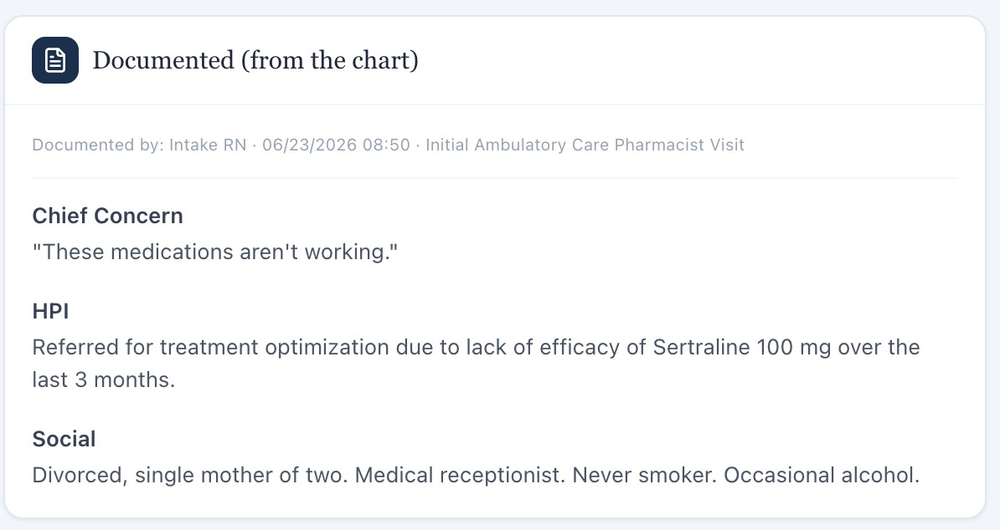 Documented (from the chart)
Documented by: Intake RN · 06/23/2026 08:50 · Initial Ambulatory Care Pharmacist Visit
Chief Concern
"These medications aren't working."
HPI
Referred for treatment optimization due to lack of efficacy of Sertraline 100 mg over the
last 3 months.
Social
Divorced, single mother of two. Medical receptionist. Never smoker. Occasional alcohol.